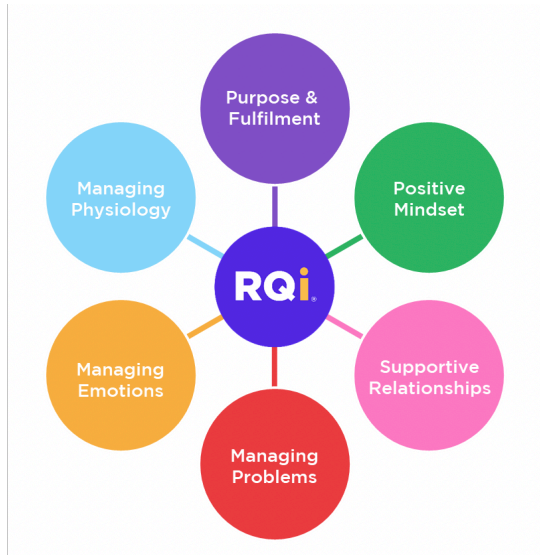 Purpose &
Fulfilment
Managing
Physiology
Positive
Mindset
RQi®
Managing
Emotions
Supportive
Relationships
Managing
Problems